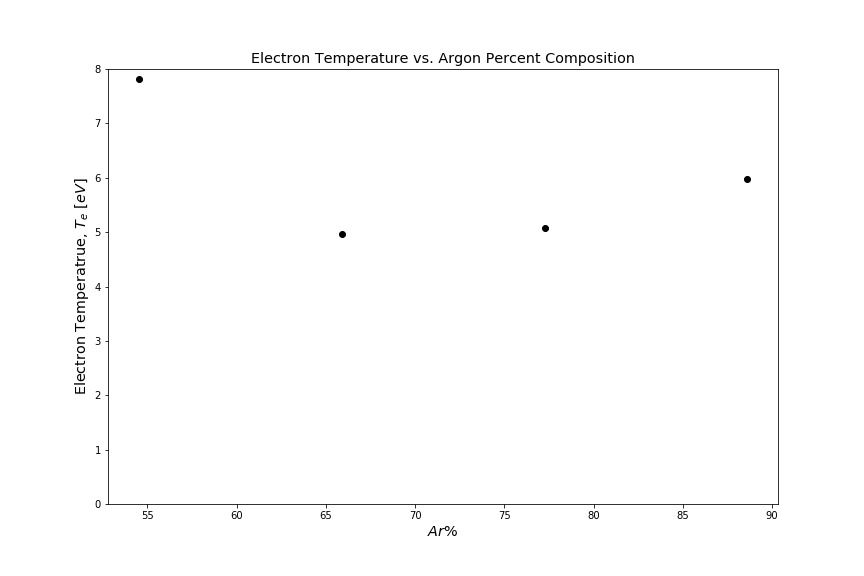 Electron Temperature vs. Argon Percent Composition
8
7
6
5
4
3
2
1
0
Electron Temperatrue, T_e [eV]
55 60 65 70 75 80 85 90
Ar%